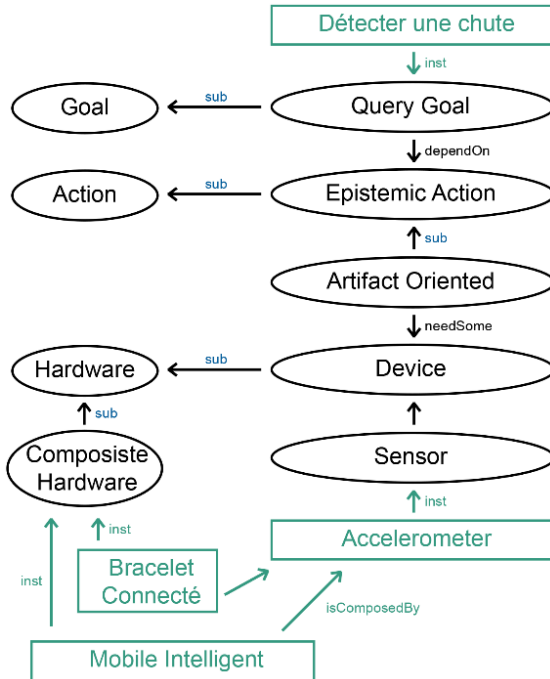 Détecter une chute
inst
Goal
sub
Query Goal
dependOn
Action
sub
Epistemic Action
sub
Artifact Oriented
needSome
Hardware
sub
Device
sub
Composiste
Hardware
Sensor
inst
inst
Accelerometer
Bracelet
Connecté
inst
isComposedBy
Mobile Intelligent